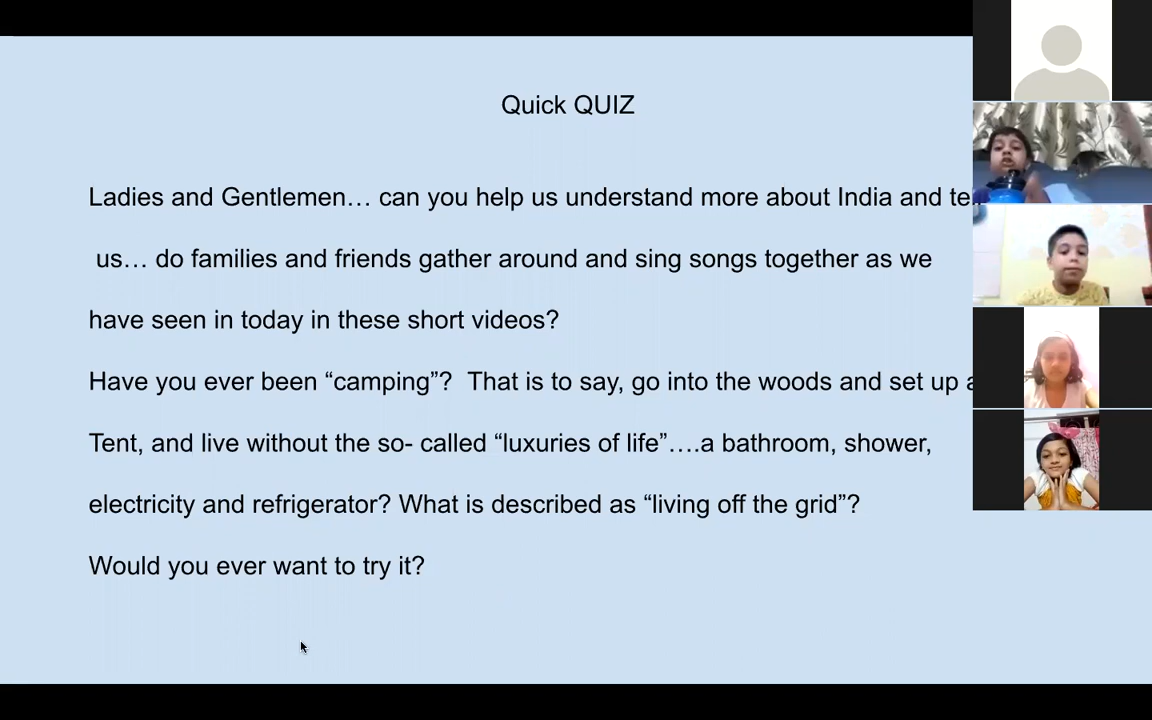 Quick QUIZ
Ladies and Gentlemen… can you help us understand more about India and
us… do families and friends gather around and sing songs together as we
have seen in today in these short videos?
Have you ever been “camping”?  That is to say, go into the woods and set up a
Tent, and live without the so- called “luxuries of life”….a bathroom, shower,
electricity and refrigerator? What is described as “living off the grid”?
Would you ever want to try it?